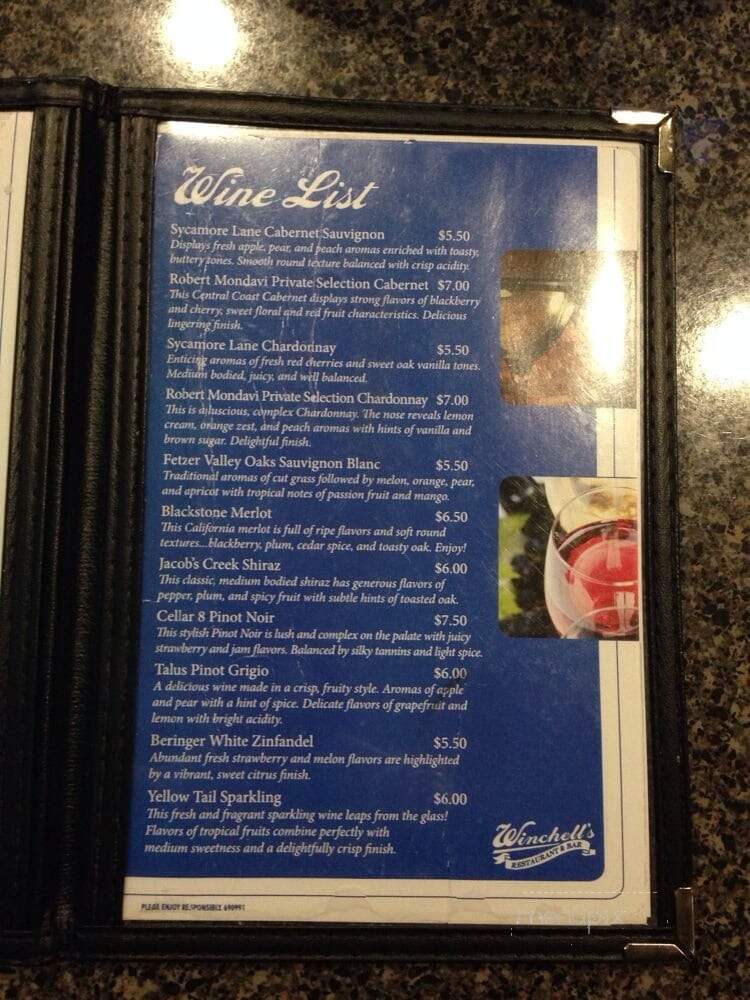 Wine List
Sycamore Lane Cabernet Sauvignon $5.50
Displays fresh apple, pear, and peach aromas enriched with toasty,
buttery tones. Smooth round texture balanced with crisp acidity.
Robert Mondavi Private Selection Cabernet $7.00
This Central Coast Cabernet displays strong flavors of blackberry
and cherry, sweet floral and red fruit characteristics. Delicious
lingering finish.
Sycamore Lane Chardonnay $5.50
Enticing aromas of fresh red cherries and sweet oak vanilla tones.
Medium bodied, juicy, and well balanced.
Robert Mondavi Private Selection Chardonnay $7.00
This is a luscious, complex Chardonnay. The nose reveals lemon
cream, orange zest, and peach aromas with hints of vanilla and
brown sugar. Delightful finish.
Fetzer Valley Oaks Sauvignon Blanc $5.50
Traditional aromas of cut grass followed by melon, orange, pear,
and apricot with tropical notes of passion fruit and mango.
Blackstone Merlot $6.50
This California merlot is full of ripe flavors and soft round
textures...blackberry, plum, cedar spice, and toasty oak. Enjoy!
Jacob's Creek Shiraz $6.00
This classic, medium bodied shiraz has generous flavors of
pepper, plum, and spicy fruit with subtle hints of toasted oak.
Cellar 8 Pinot Noir $7.50
This stylish Pinot Noir is lush and complex on the palate with juicy
strawberry and jam flavors. Balanced by silky tannins and light spice.
Talus Pinot Grigio $6.00
A delicious wine made in a crisp, fruity style. Aromas of apple
and pear with a hint of spice. Delicate flavors of grapefruit and
lemon with bright acidity.
Beringer White Zinfandel $5.50
Abundant fresh strawberry and melon flavors are highlighted
by a vibrant, sweet citrus finish.
Yellow Tail Sparkling $6.00
This fresh and fragrant sparkling wine leaps from the glass!
Flavors of tropical fruits combine perfectly with
medium sweetness and a delightfully crisp finish.
Winchell's
RESTAURANT & BAR
PLEASE ENJOY RESPONSIBLE 690991